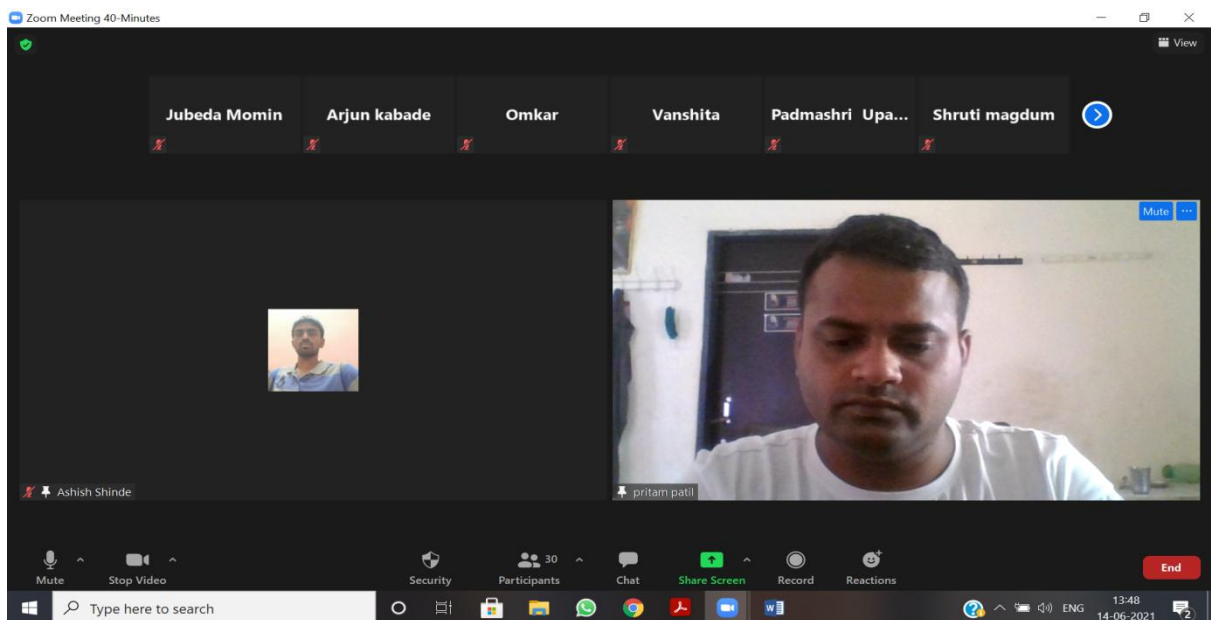 Zoom Meeting 40-Minutes
View
Jubeda Momin
Arjun kabade
Omkar
Vanshita
Padmashri Upa...
Shruti magdum
Mute
Ashish Shinde
pritam patil
Mute
Stop Video
Security
30
Participants
Chat
Share Screen
Record
Reactions
End
Type here to search
ENG
13:48
14-06-2021
2